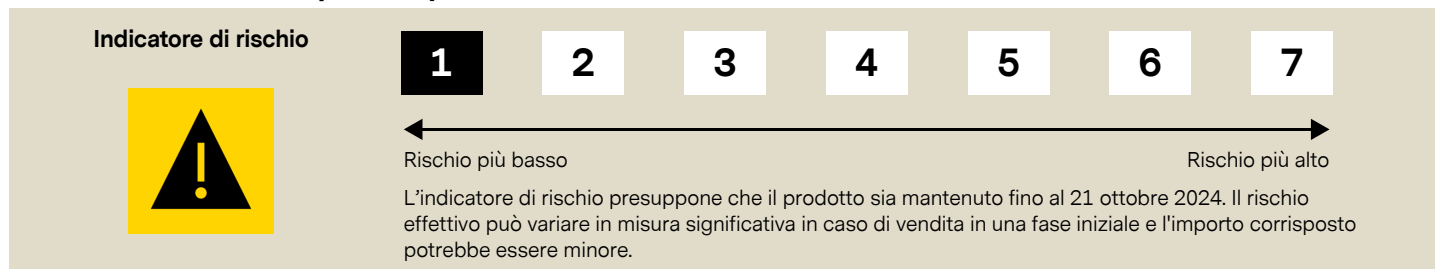 Indicatore di rischio
1 2 3 4 5 6 7
Rischio più basso Rischio più alto
L’indicatore di rischio presuppone che il prodotto sia mantenuto fino al 21 ottobre 2024. Il rischio
effettivo può variare in misura significativa in caso di vendita in una fase iniziale e l'importo corrisposto
potrebbe essere minore.